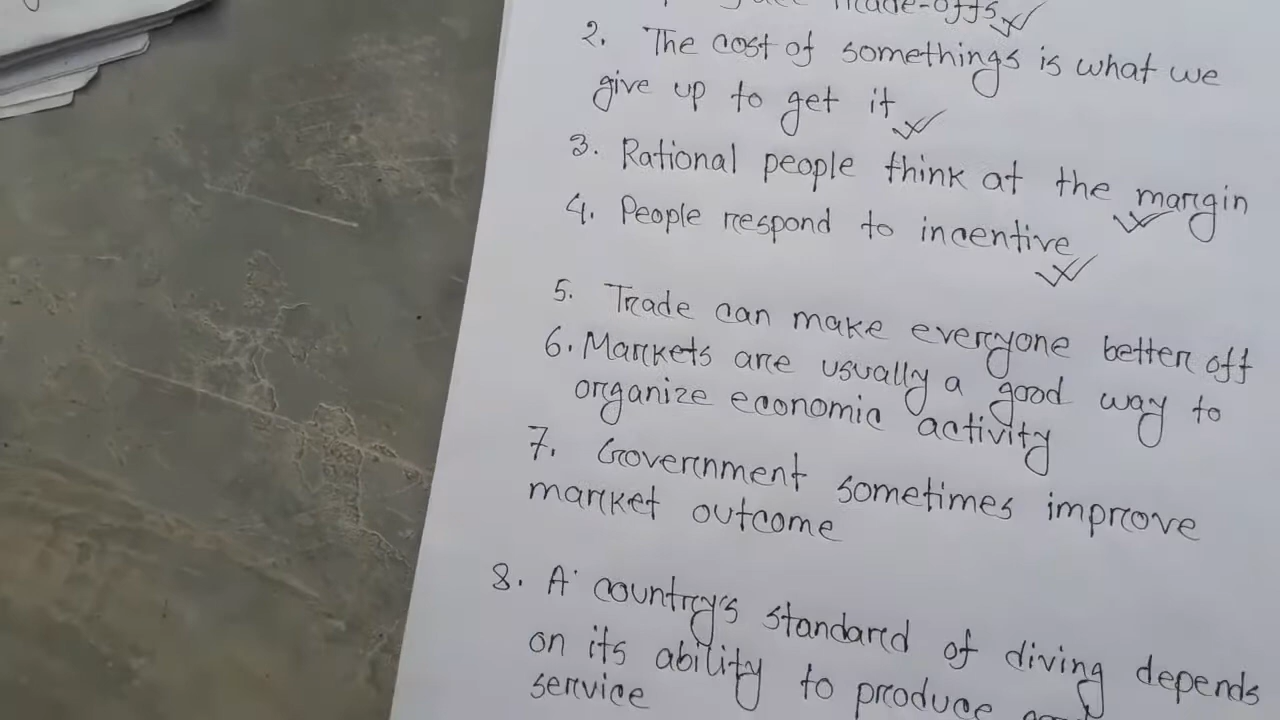 Trade-offs
2. The cost of somethings is what we
give up to get it
3. Rational people think at the margin
4. People respond to incentive
5. Trade can make everyone better off
6. Markets are usually a good way to
organize economic activity
7. Government sometimes improve
market outcome
8. A country's standard of diving depends
on its ability to produce
service